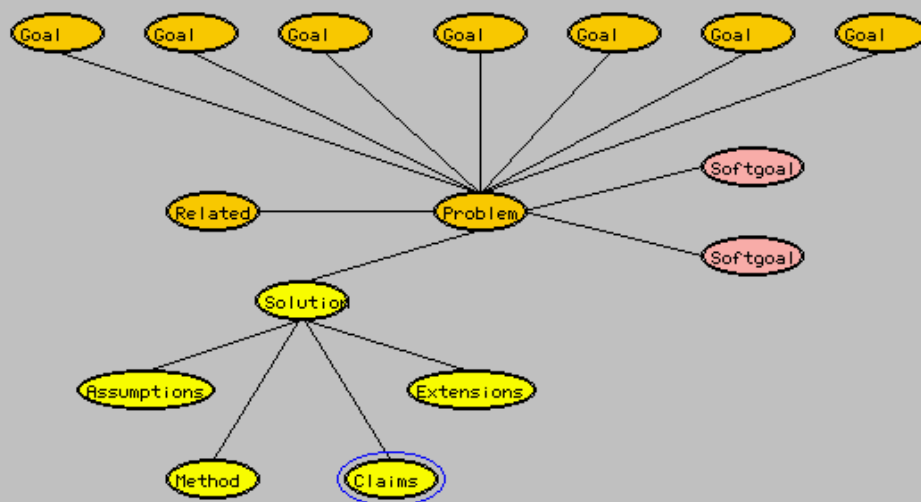 Goal
Goal
Goal
Goal
Goal
Goal
Goal
Softgoal
Related
Problem
Softgoal
Solution
Assumptions
Extensions
Method
Claims